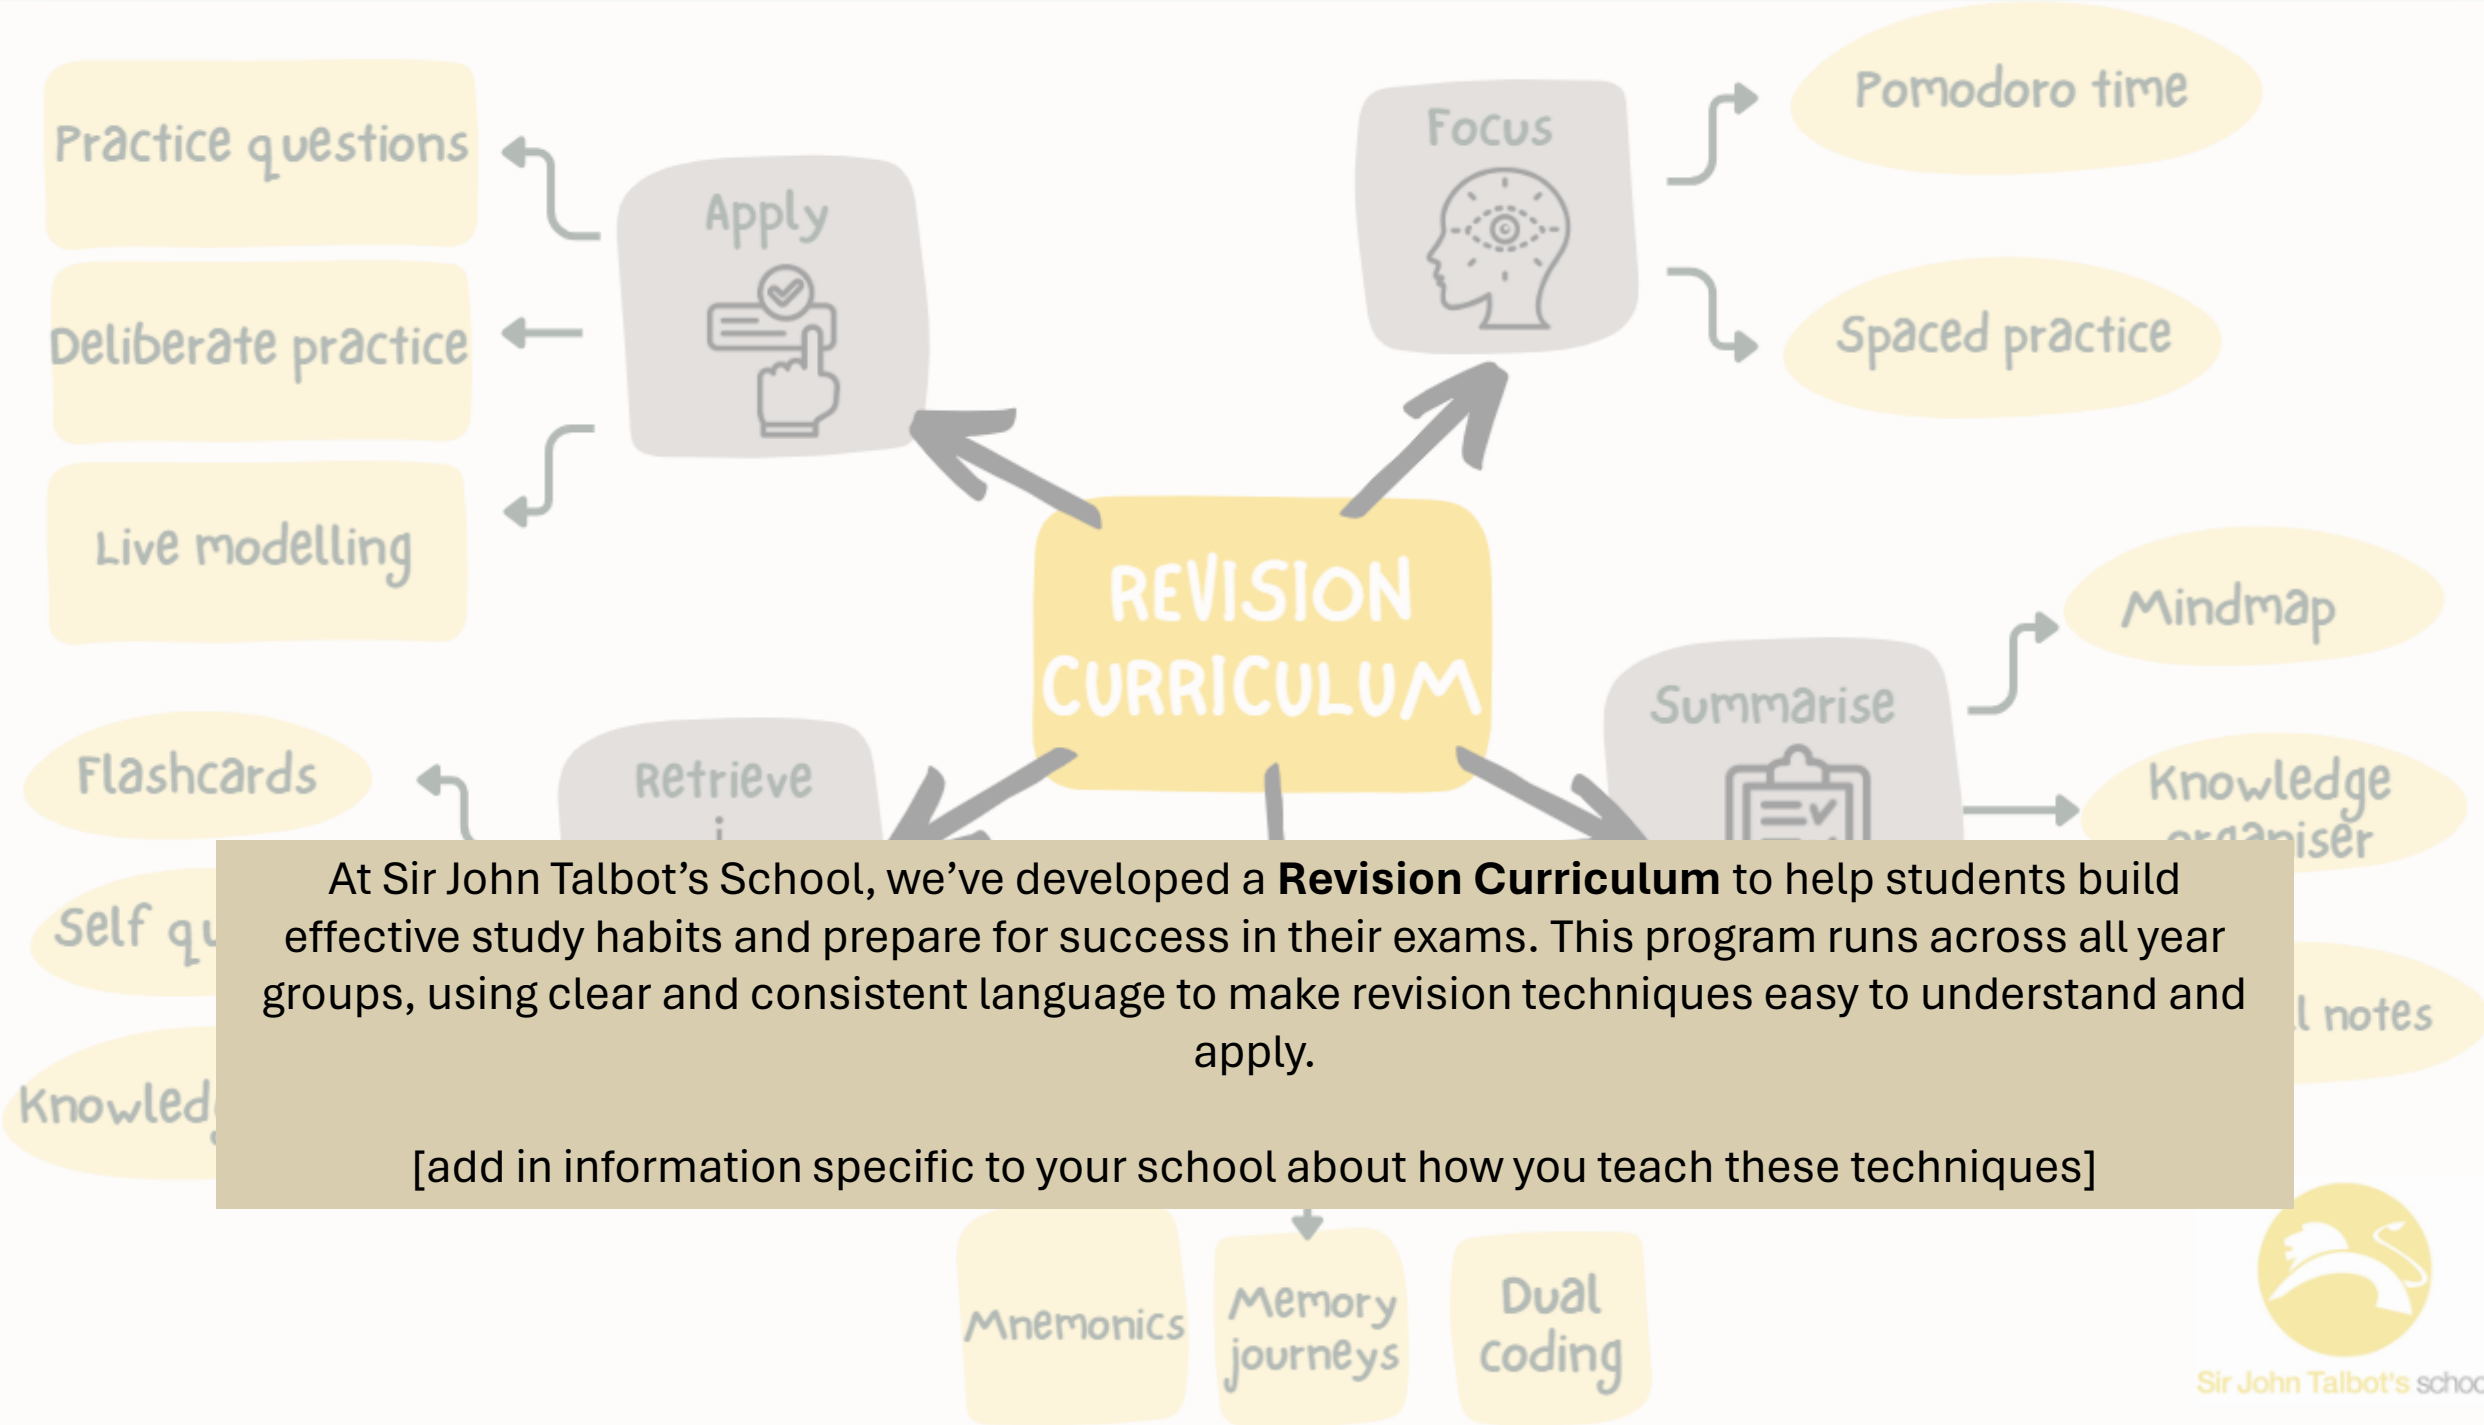 Practice questions
Deliberate practice
Live modelling
Apply
Focus
Pomodoro time
Spaced practice
REVISION
CURRICULUM
Summarise
Mindmap
Knowledge
organiser
Retrieve
Flashcards
Self
At Sir John Talbot’s School, we’ve developed a Revision Curriculum to help students build
effective study habits and prepare for success in their exams. This program runs across all year
groups, using clear and consistent language to make revision techniques easy to understand and
apply.
[add in information specific to your school about how you teach these techniques]
notes
Mnemonics
Memory
journeys
Dual
coding
Sir John Talbot's